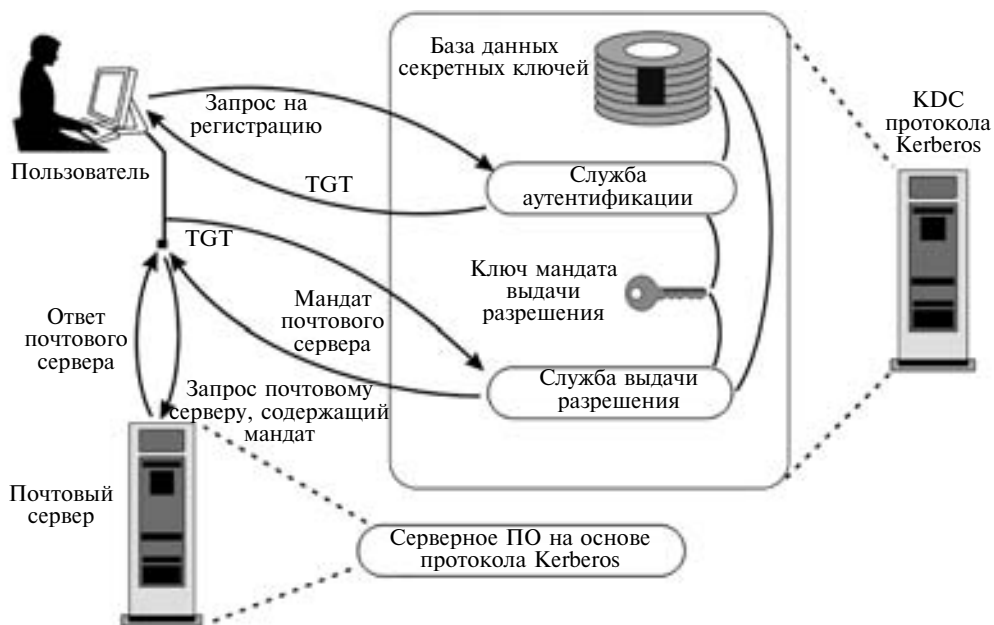 База данных
секретных ключей
KDC
протокола
Kerberos
Запрос на
регистрацию
Пользователь
TGT
Служба
аутентификации
TGT
Ключ мандата
выдачи
разрешения
Мандат
почтового
сервера
Ответ
почтового
сервера
Служба выдачи
разрешения
Запрос почтовому
серверу, содержащий
мандат
Почтовый
сервер
Серверное ПО на основе
протокола Kerberos